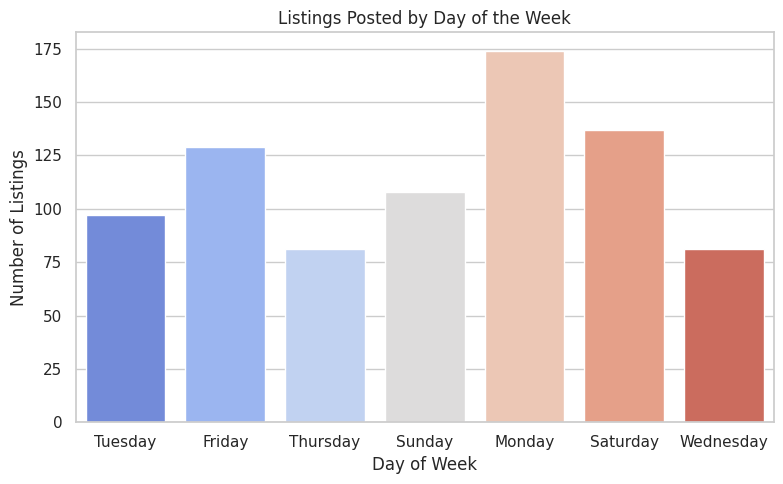 Listings Posted by Day of the Week
Number of Listings
175
150
125
100
75
50
25
0
Tuesday Friday Thursday Sunday Monday Saturday Wednesday
Day of Week